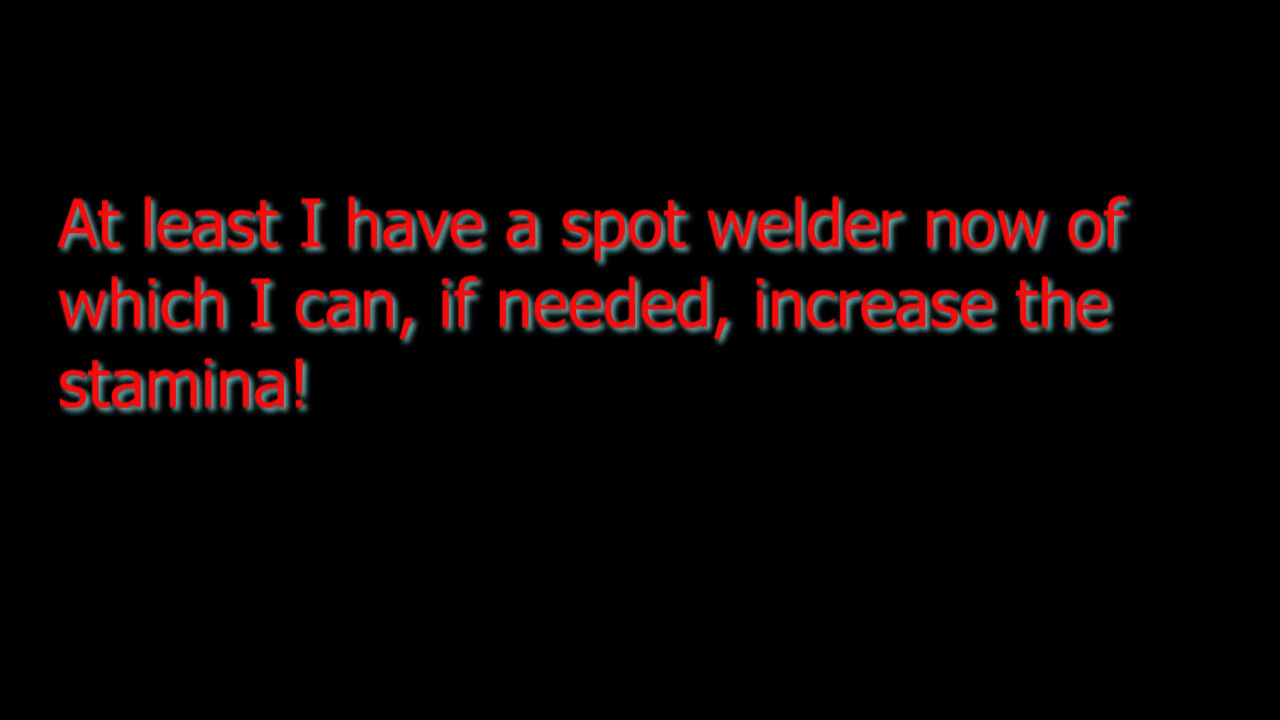 At least I have a spot welder now of
which I can, if needed, increase the
stamina!